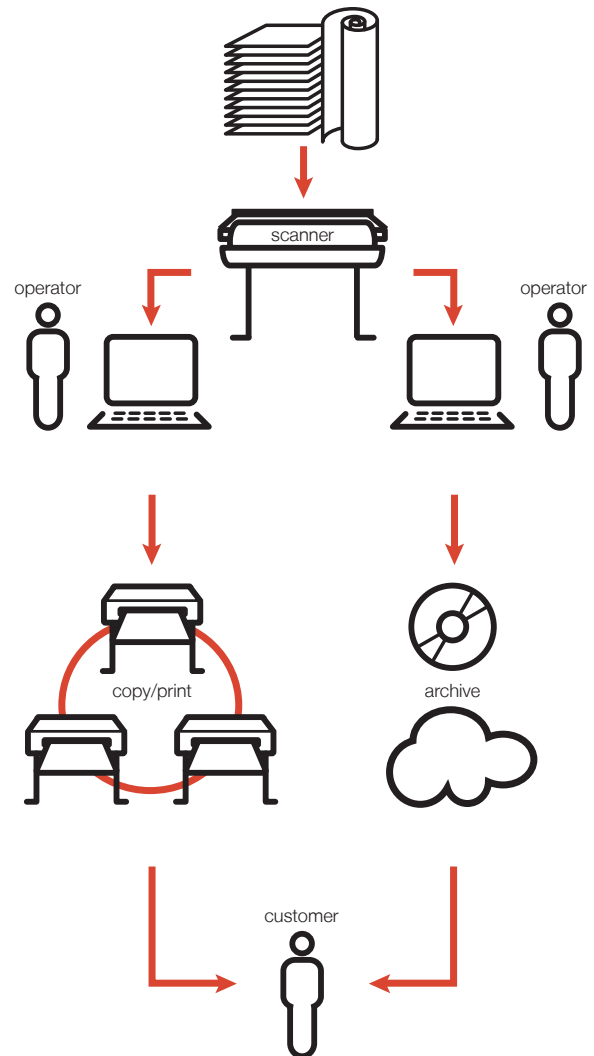 scanner
operator
operator
copy/print
archive
customer